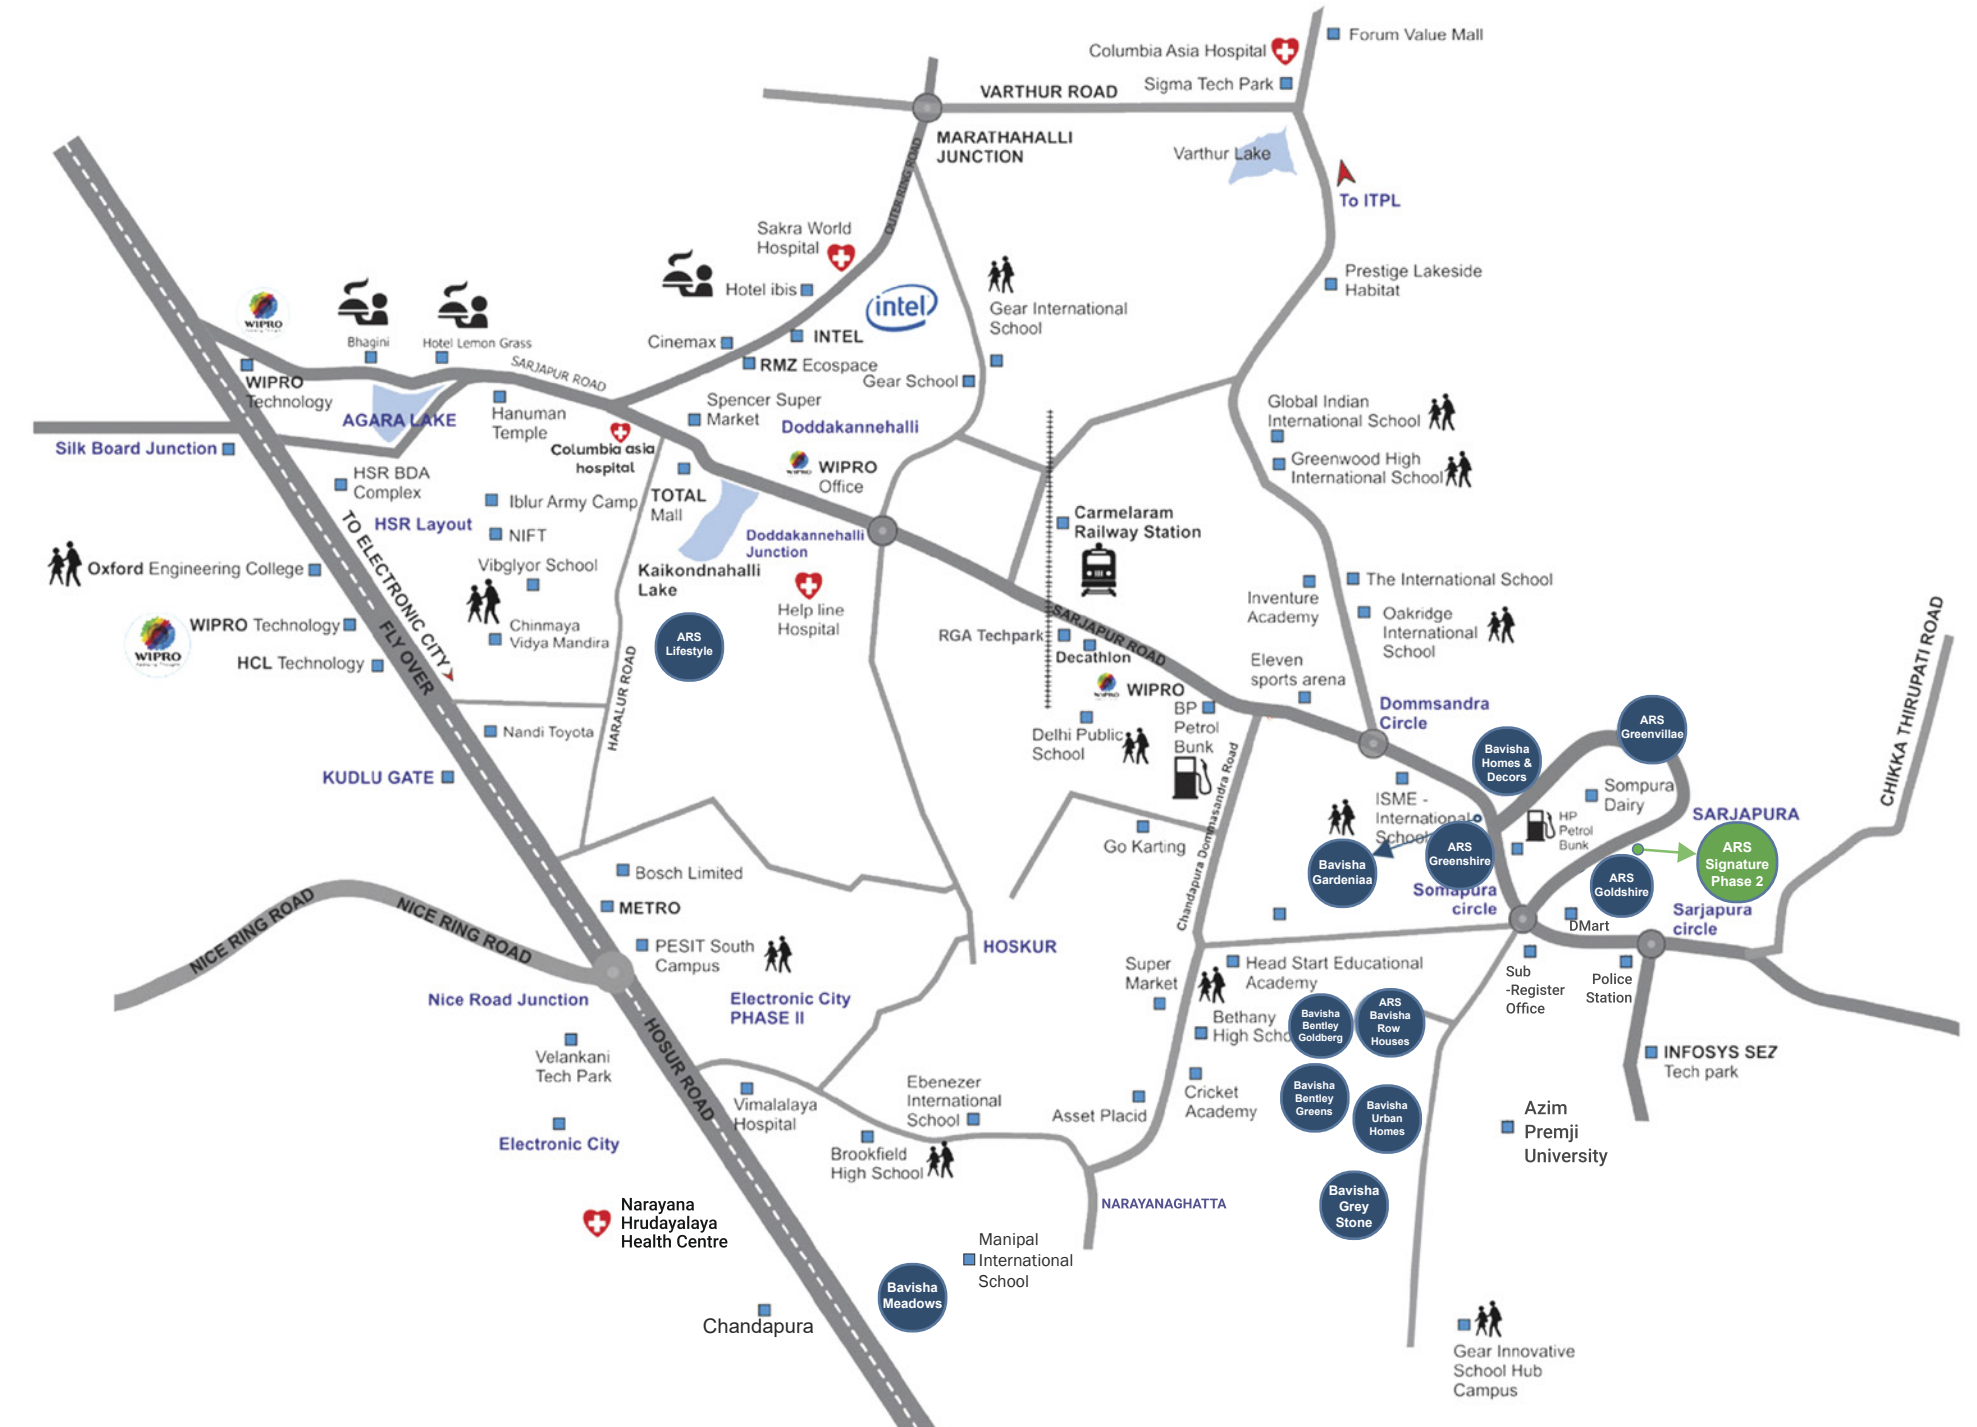 Forum Value Mall
Columbia Asia Hospital
Sigma Tech Park
VARTHUR ROAD
MARATHAHALLI
JUNCTION
Varthur Lake
To ITPL
OUTER RING ROAD
Sakra World
Hospital
Hotel ibis
intel
Prestige Lakeside
Habitat
Gear International
School
WIPRO
Bhagini
Hotel Lemon Grass
Cinemax
INTEL
RMZ Ecospace
Gear School
SARJAPUR ROAD
WIPRO
Technology
AGARA LAKE
Hanuman
Temple
Spencer Super
Market
Doddakannehalli
Global Indian
International School
Silk Board Junction
Columbia asia
hospital
Greenwood High
International School
HSR BDA
Complex
WIPRO
WIPRO
Office
TOTAL
Mall
Iblur Army Camp
HSR Layout
NIFT
Doddakannehalli
Junction
Carmelaram
Railway Station
TO ELECTRONIC CITY
FLY OVER
Oxford Engineering College
Vibglyor School
Kaikondnahalli
Lake
Help line
Hospital
The International School
Inventure
Academy
Oakridge
International
School
WIPRO
WIPRO Technology
HCL Technology
Chinmaya
Vidya Mandira
ARS
Lifestyle
RGA Techpark
SARJAPUR ROAD
Decathlon
Eleven
sports arena
CHIKKA THIRUPATI ROAD
HARALUR ROAD
WIPRO
WIPRO
BP
Petrol
Bunk
Delhi Public
School
Dommsandra
Circle
Nandi Toyota
KUDLU GATE
ARS
Greenvillae
Bavisha
Homes &
Decors
Sompura
Dairy
SARJAPURA
ISME -
International
School
HP
Petrol
Bunk
Chandapura Dommasandra Road
Go Karting
Bavisha
Gardeniaa
ARS
Greenshire
ARS
Goldshire
ARS
Signature
Phase 2
Somapura
circle
DMart
Sarjapura
circle
Bosch Limited
METRO
PESIT South
Campus
NICE RING ROAD
NICE RING ROAD
HOSKUR
Nice Road Junction
Electronic City
PHASE II
Super
Market
Head Start Educational
Academy
Sub
-Register
Office
Police
Station
Bethany
High Scho
Bavisha
Bentley
Goldberg
ARS
Bavisha
Row
Houses
INFOSYS SEZ
Tech park
HOSUR ROAD
Velankani
Tech Park
Vimalalaya
Hospital
Ebenezer
International
School
Asset Placid
Cricket
Academy
Bavisha
Bentley
Greens
Bavisha
Urban
Homes
Azim
Premji
University
Electronic City
Brookfield
High School
NARAYANAGHATTA
Bavisha
Grey
Stone
Narayana
Hrudayalaya
Health Centre
Manipal
International
School
Bavisha
Meadows
Chandapura
Gear Innovative
School Hub
Campus